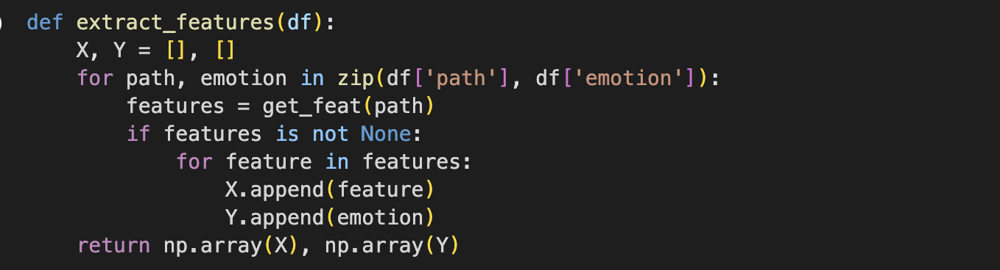 def extract_features(df):
    X, Y = [], []
    for path, emotion in zip(df['path'], df['emotion']):
        features = get_feat(path)
        if features is not None:
            for feature in features:
                X.append(feature)
                Y.append(emotion)
    return np.array(X), np.array(Y)